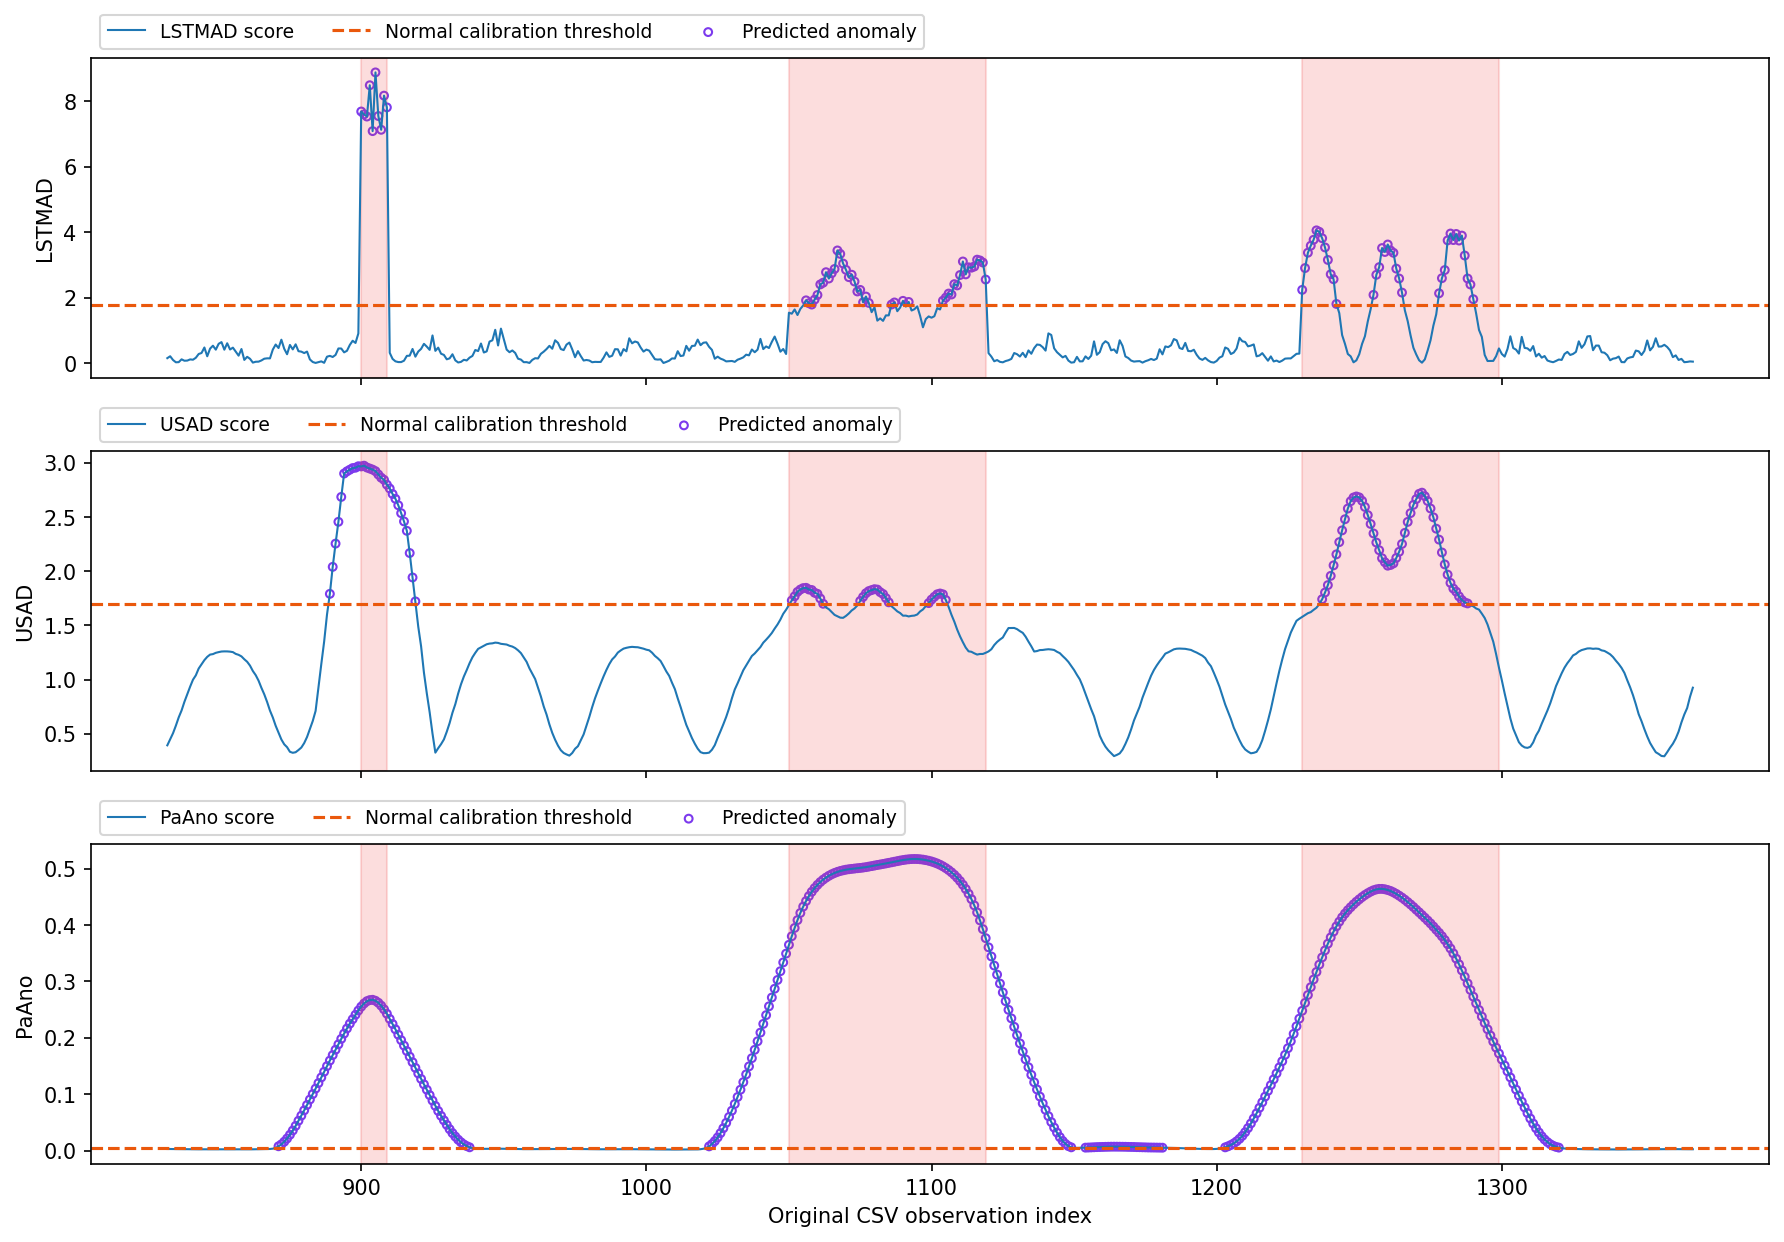 LSTMAD score Normal calibration threshold Predicted anomaly
8
6
4
2
0
LSTMAD
USAD score Normal calibration threshold Predicted anomaly
3.0
2.5
2.0
1.5
1.0
0.5
USAD
PaAno score Normal calibration threshold Predicted anomaly
0.5
0.4
0.3
0.2
0.1
0.0
PaAno
900 1000 1100 1200 1300
Original CSV observation index